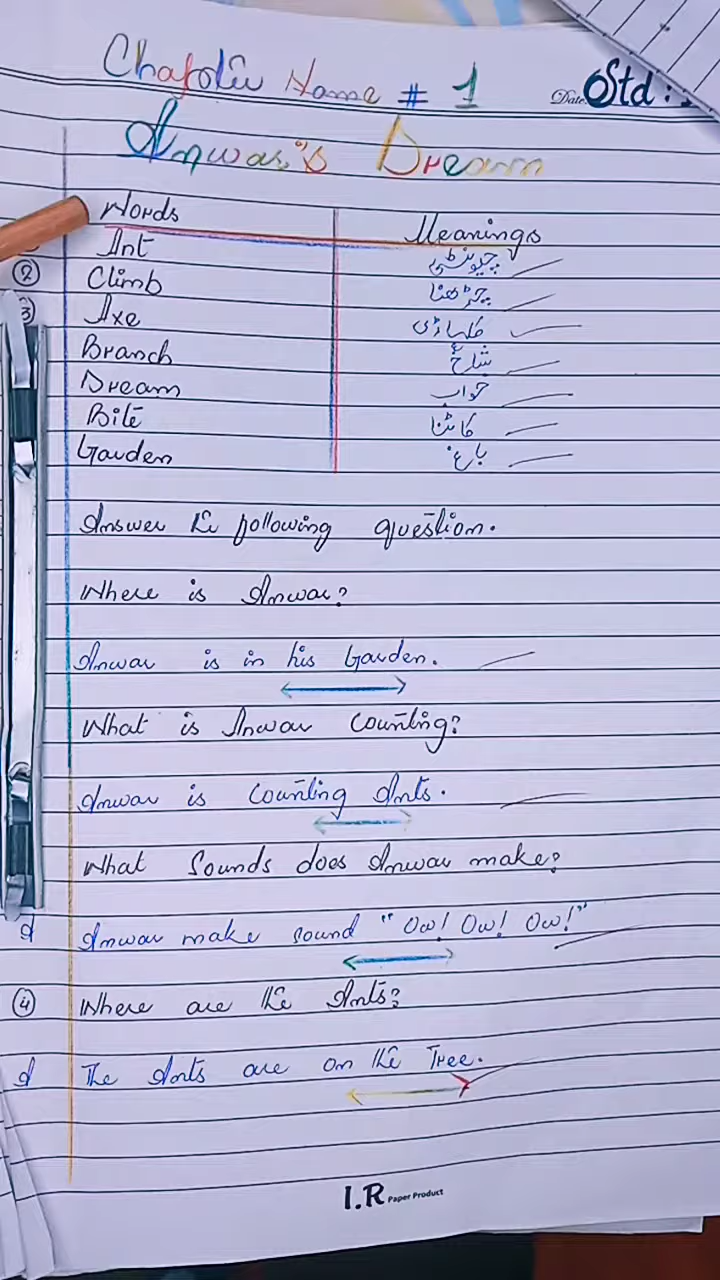 Chapter Name # 1
Date: Std:
Anwar's Dream
Words Meanings
Ant چیونٹی
② Climb چڑھنا
③ Axe کلہاڑی
Branch شاخ
Dream خواب
Bite کاٹنا
Garden باغ
Answer the following question.
Where is Anwar?
Anwar is in his Garden.
What is Anwar Counting?
Anwar is Counting Ants.
What Sounds does Anwar make?
A Anwar make sound "Ow! Ow! Ow!"
④ Where are the Ants?
A The Ants are on the Tree.
I.R Paper Product